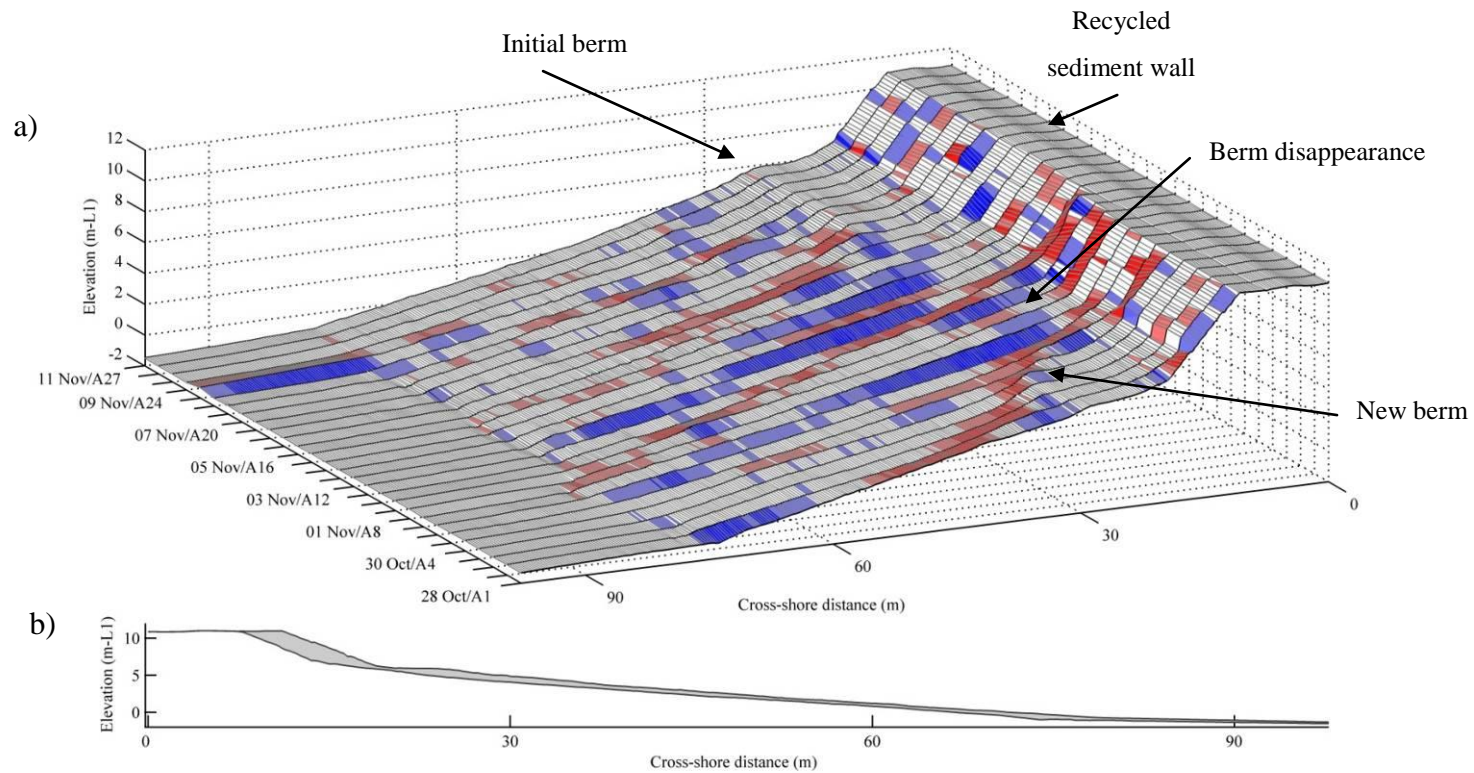 Recycled
sediment wall
Initial berm
a)
Berm disappearance
New berm
Elevation (m-L1)
12
10
8
6
4
2
0
-2
11 Nov/A27
09 Nov/A24
07 Nov/A20
05 Nov/A16
03 Nov/A12
01 Nov/A8
30 Oct/A4
28 Oct/A1
90
60
30
0
Cross-shore distance (m)
b)
Elevation (m-L1)
10
5
0
0 30 60 90
Cross-shore distance (m)